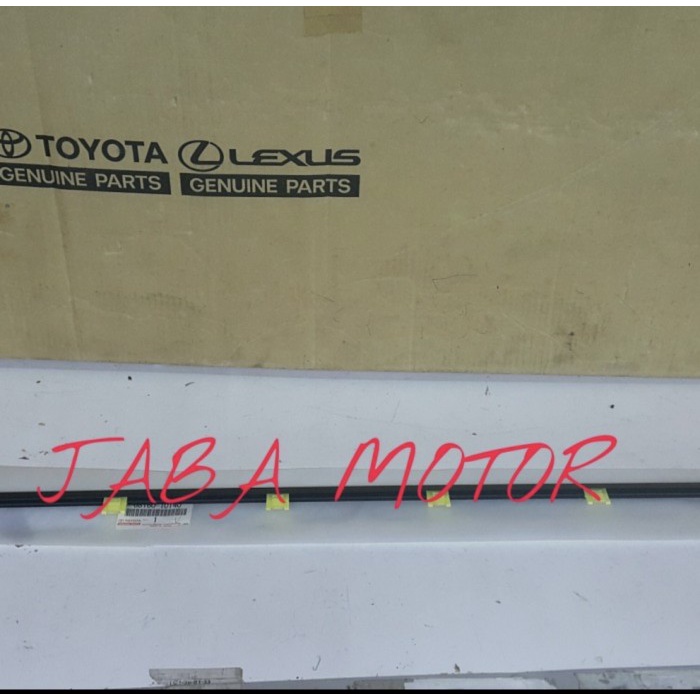 TOYOTA LEXUS
GENUINE PARTS GENUINE PARTS
JABA MOTOR